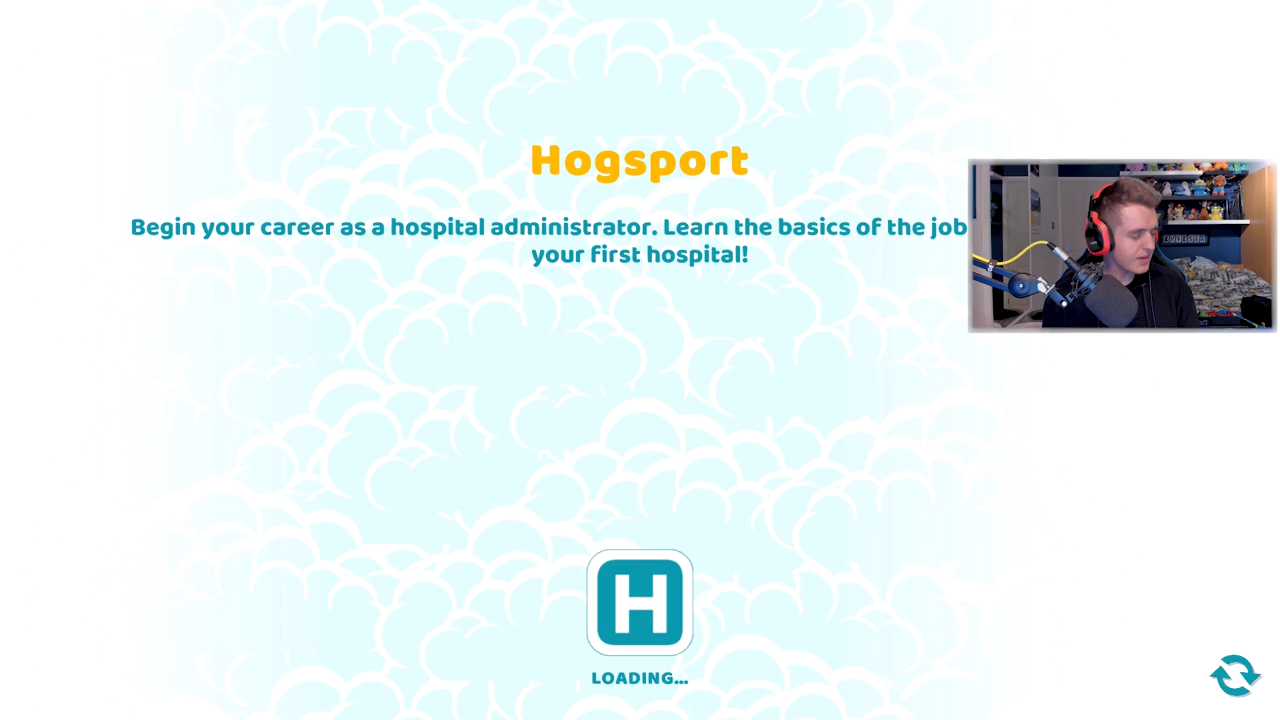 Hogsport
Begin your career as a hospital administrator. Learn the basics of the job
your first hospital!
H
LOADING...